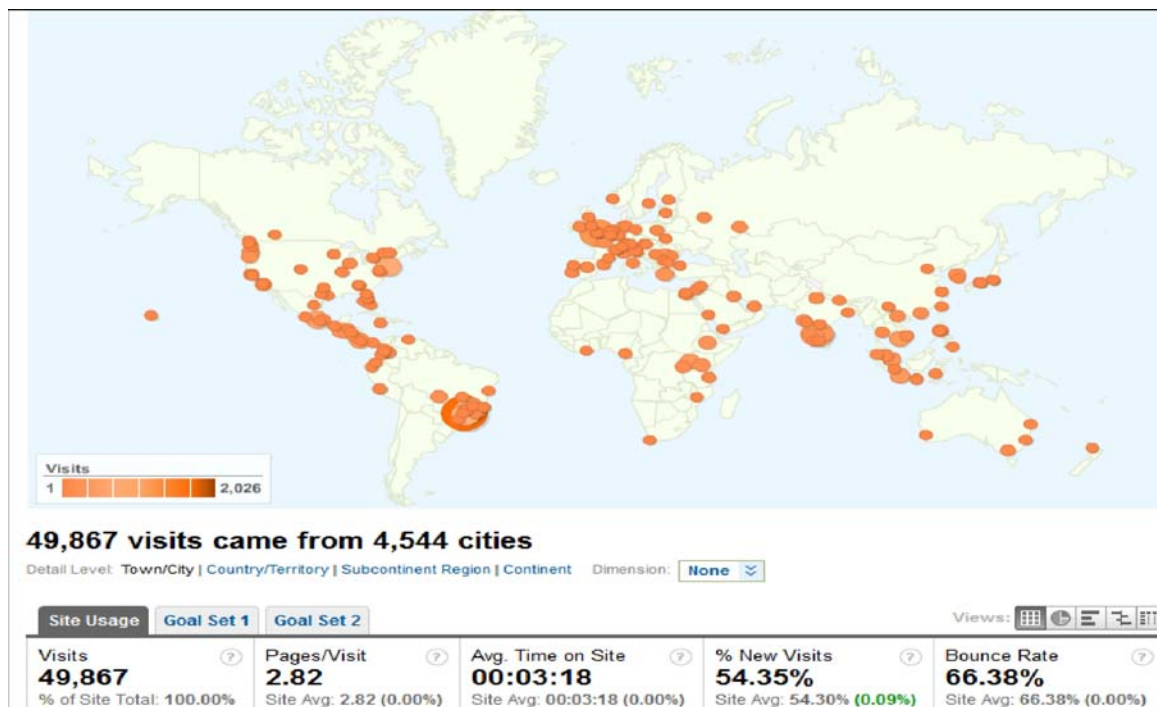 Visits
1 2,026
49,867 visits came from 4,544 cities
Detail Level: Town/City | Country/Territory | Subcontinent Region | Continent Dimension: None
Site Usage Goal Set 1 Goal Set 2 Views:
Visits ? Pages/Visit ? Avg. Time on Site ? % New Visits ? Bounce Rate ?
49,867 2.82 00:03:18 54.35% 66.38%
% of Site Total: 100.00% Site Avg: 2.82 (0.00%) Site Avg: 00:03:18 (0.00%) Site Avg: 54.30% (0.09%) Site Avg: 66.38% (0.00%)